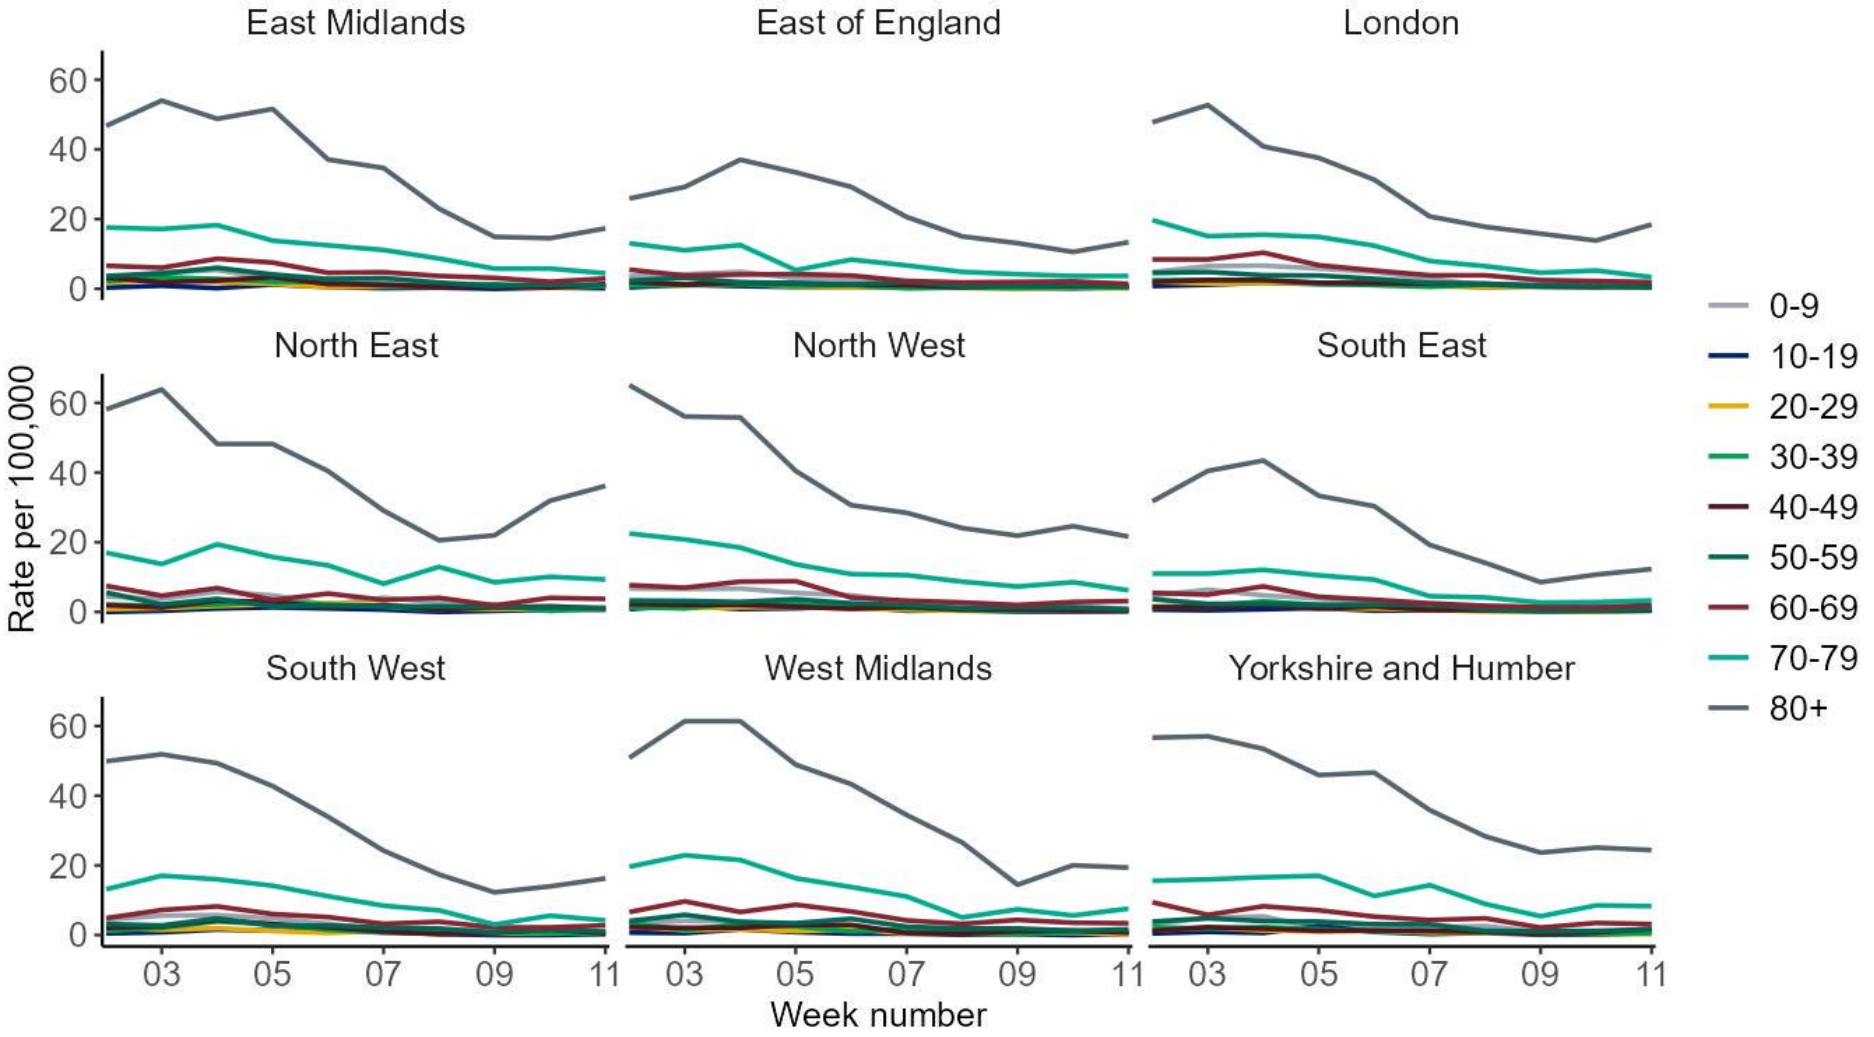 East Midlands
East of England
London
60
40
20
0
North East
North West
South East
60
40
20
0
South West
West Midlands
Yorkshire and Humber
60
40
20
0
03 05 07 09 11
03 05 07 09 11
03 05 07 09 11
Week number
Rate per 100,000
0-9
10-19
20-29
30-39
40-49
50-59
60-69
70-79
80+